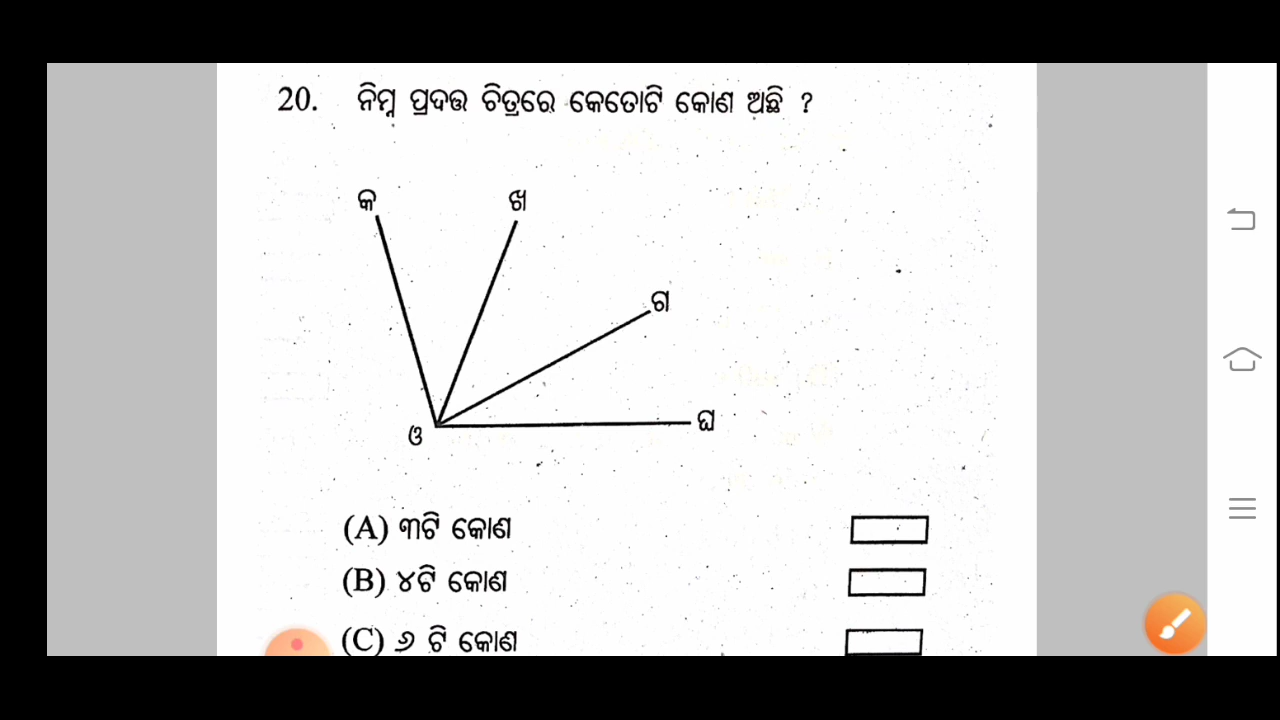 20. ନିମ୍ନ ପ୍ରଦତ୍ତ ଚିତ୍ରରେ କେତୋଟି କୋଣ ଅଛି ?
କ ଖ
ଗ
ଓ ଘ
(A) ୩ଟି କୋଣ
(B) ୪ଟି କୋଣ
(C) ୬ ଟି କୋଣ